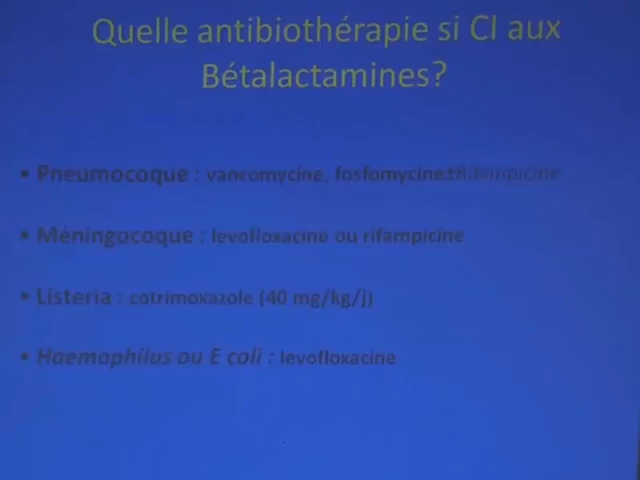 Quelle antibiothérapie si CI aux
Bétalactamines?
• Pneumocoque : vancomycine, fosfomycine±Rifampicine
• Méningocoque : levofloxacine ou rifampicine
• Listeria : cotrimoxazole (40 mg/kg/j)
• Haemophilus ou E coli : levofloxacine